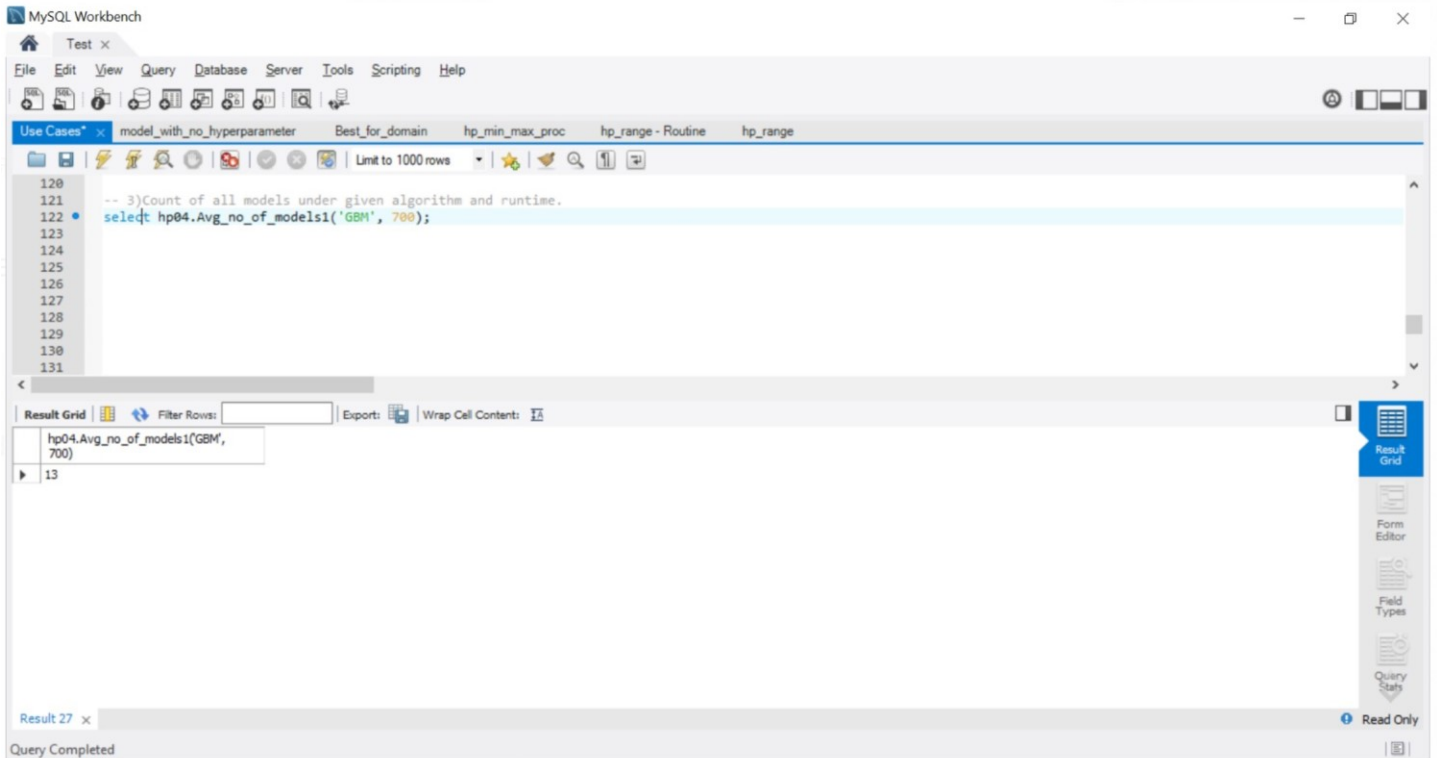 MySQL Workbench
Test
File Edit View Query Database Server Tools Scripting Help
Use Cases* model_with_no_hyperparameter Best_for_domain hp_min_max_proc hp_range - Routine hp_range
Limit to 1000 rows
120
121 -- 3)Count of all models under given algorithm and runtime.
122 select hp04.Avg_no_of_models1('GBM', 700);
123
124
125
126
127
128
129
130
131
Result Grid Filter Rows: Export: Wrap Cell Content:
hp04.Avg_no_of_models1('GBM',
700)
13
Result
Grid
Form
Editor
Field
Types
Query
Stats
Result 27 Read Only
Query Completed